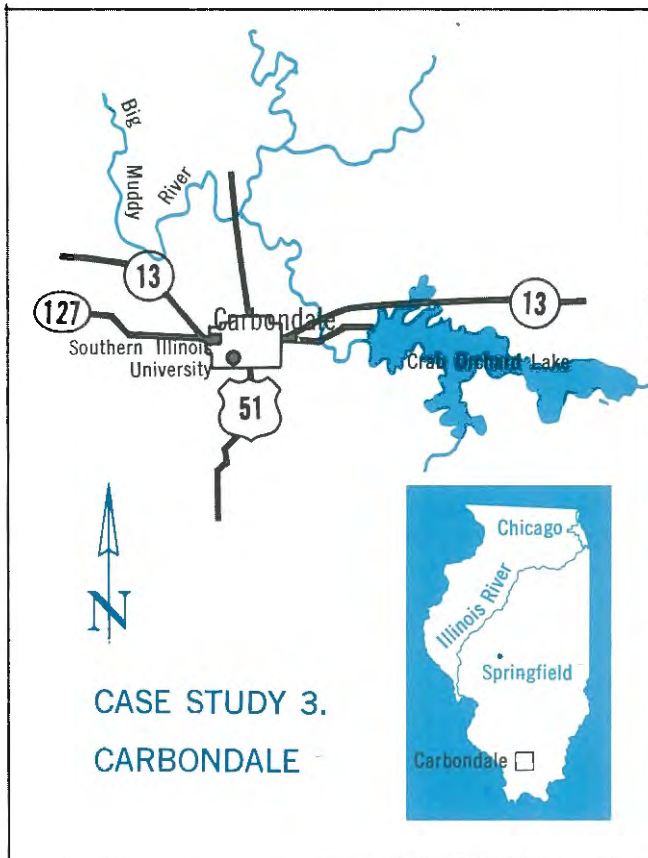 Big
Muddy
River
13
127
Carbondale
13
Southern Illinois
University
Crab Orchard Lake
51
N
Chicago
Illinois River
Springfield
Carbondale
CASE STUDY 3.
CARBONDALE